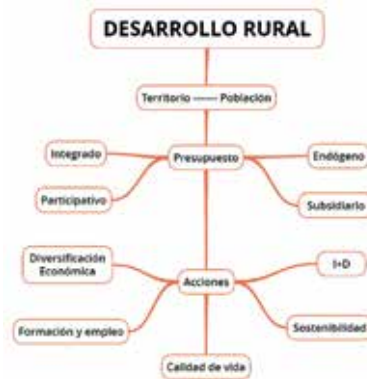 DESARROLLO RURAL
Territorio ------ Población
Integrado
Presupuesto
Endógeno
Participativo
Subsidiario
Diversificación
Económica
I+D
Acciones
Formación y empleo
Sostenibilidad
Calidad de vida